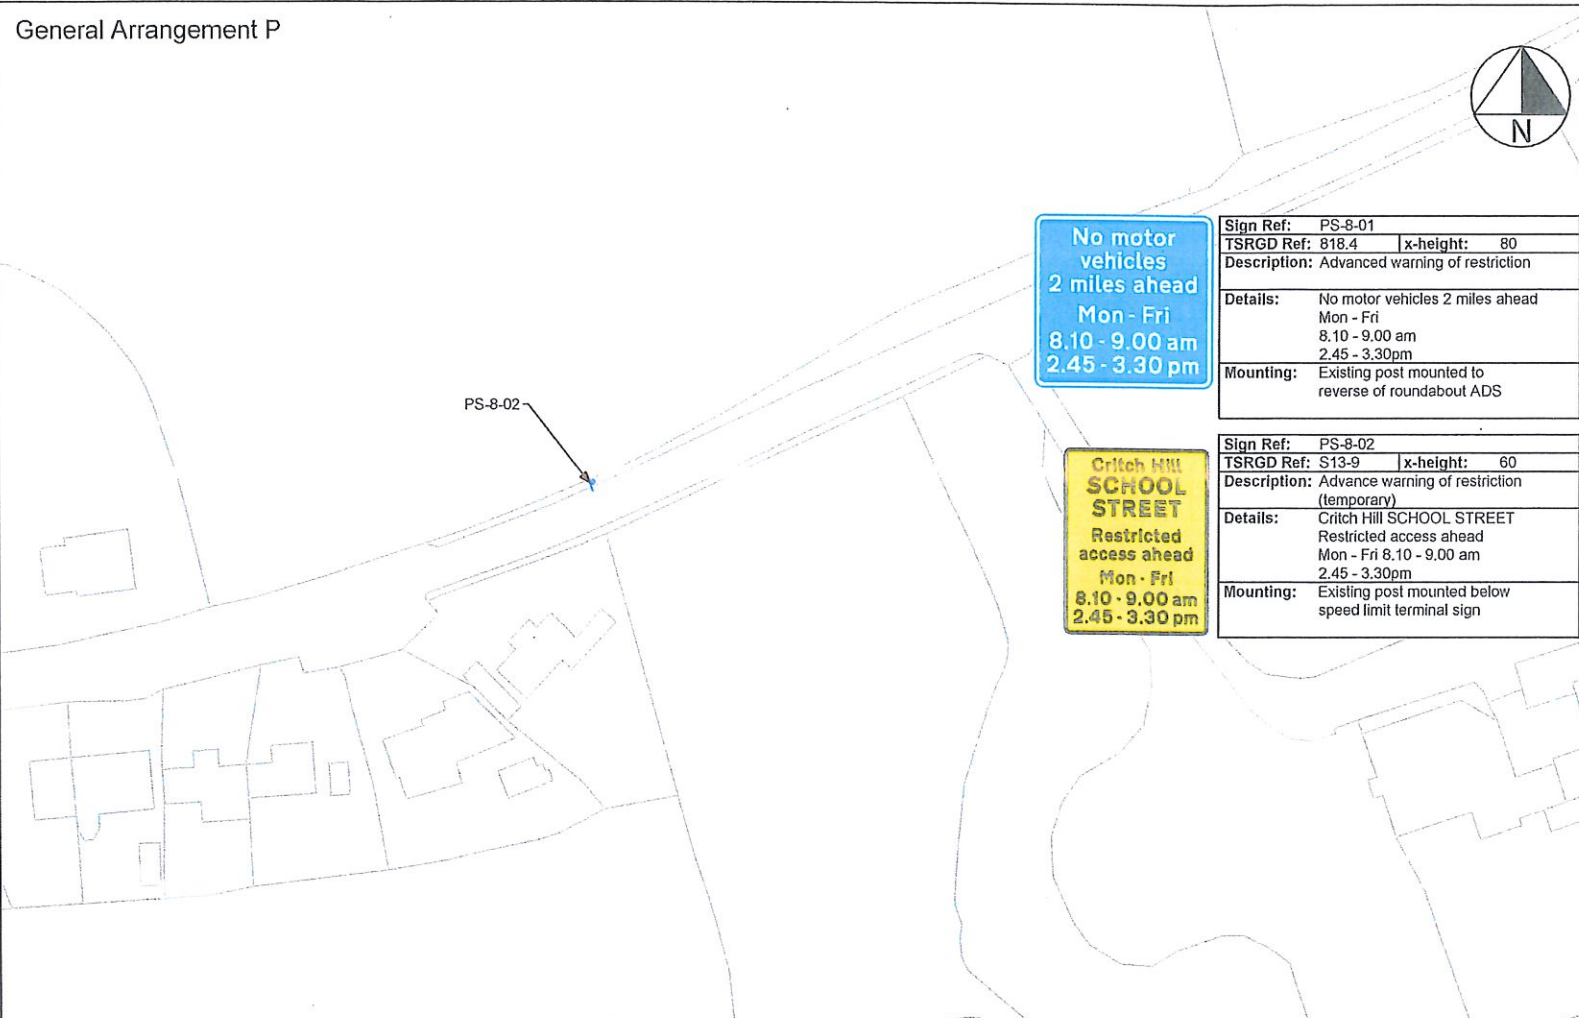 General Arrangement P
N
No motor
vehicles
2 miles ahead
Mon - Fri
8.10 - 9.00 am
2.45 - 3.30 pm
Sign Ref: PS-8-01
TSRGD Ref: 818.4 x-height: 80
Description: Advanced warning of restriction
Details: No motor vehicles 2 miles ahead
Mon - Fri
8.10 - 9.00 am
2.45 - 3.30pm
Mounting: Existing post mounted to
reverse of roundabout ADS
PS-8-02
Critch Hill
SCHOOL
STREET
Restricted
access ahead
Mon - Fri
8.10 - 9.00 am
2.45 - 3.30 pm
Sign Ref: PS-8-02
TSRGD Ref: S13-9 x-height: 60
Description: Advance warning of restriction
(temporary)
Details: Critch Hill SCHOOL STREET
Restricted access ahead
Mon - Fri 8.10 - 9.00 am
2.45 - 3.30pm
Mounting: Existing post mounted below
speed limit terminal sign